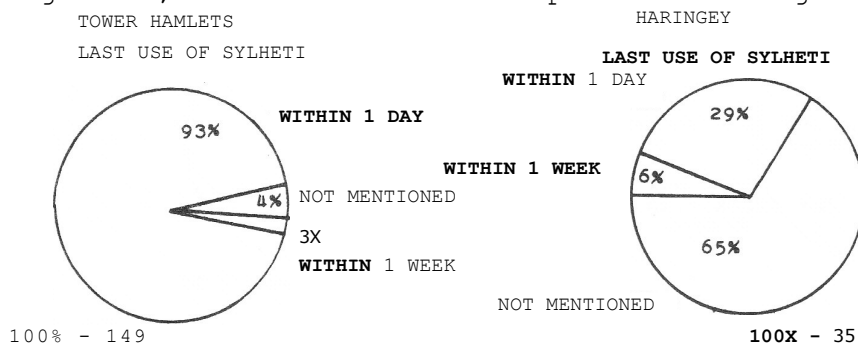 TOWER HAMLETS
LAST USE OF SYLHETI
93%
WITHIN 1 DAY
4%
NOT MENTIONED
3X
WITHIN 1 WEEK
100% - 149
HARINGEY
LAST USE OF SYLHETI
WITHIN 1 DAY
29%
WITHIN 1 WEEK
6%
65%
NOT MENTIONED
100X - 35